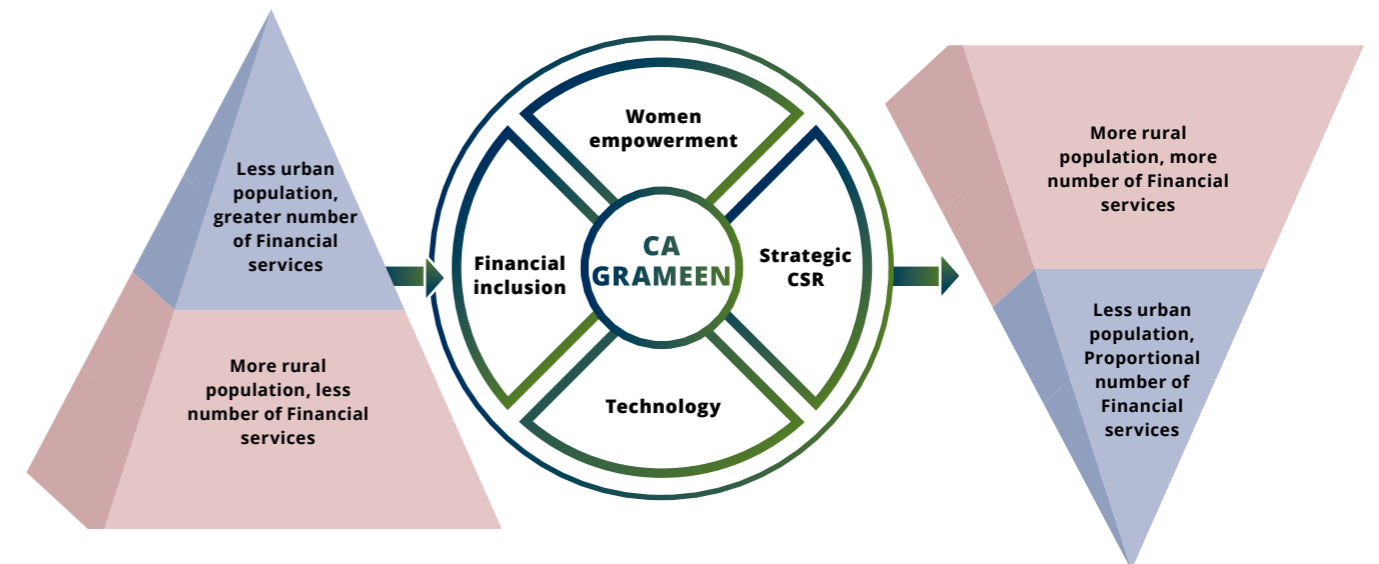 Less urban
population,
greater number
of Financial
services
More rural
population, less
number of Financial
services
Women
empowerment
Financial
inclusion
CA
GRAMEEN
Strategic
CSR
Technology
More rural
population, more
number of Financial
services
Less urban
population,
Proportional
number of
Financial
services